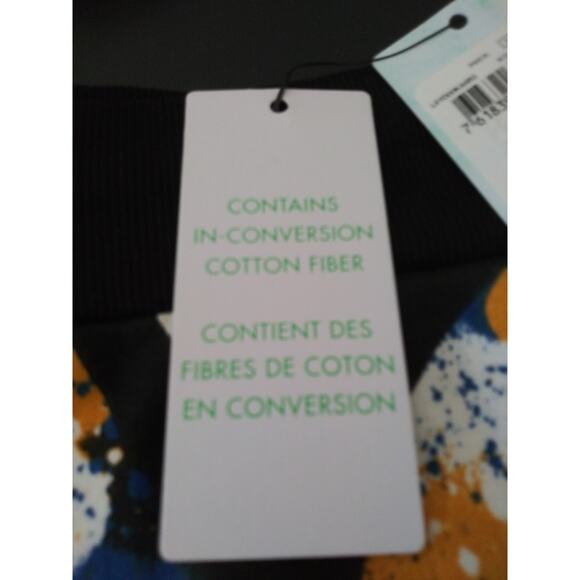 CONTAINS
IN-CONVERSION
COTTON FIBER
CONTIENT DES
FIBRES DE COTON
EN CONVERSION